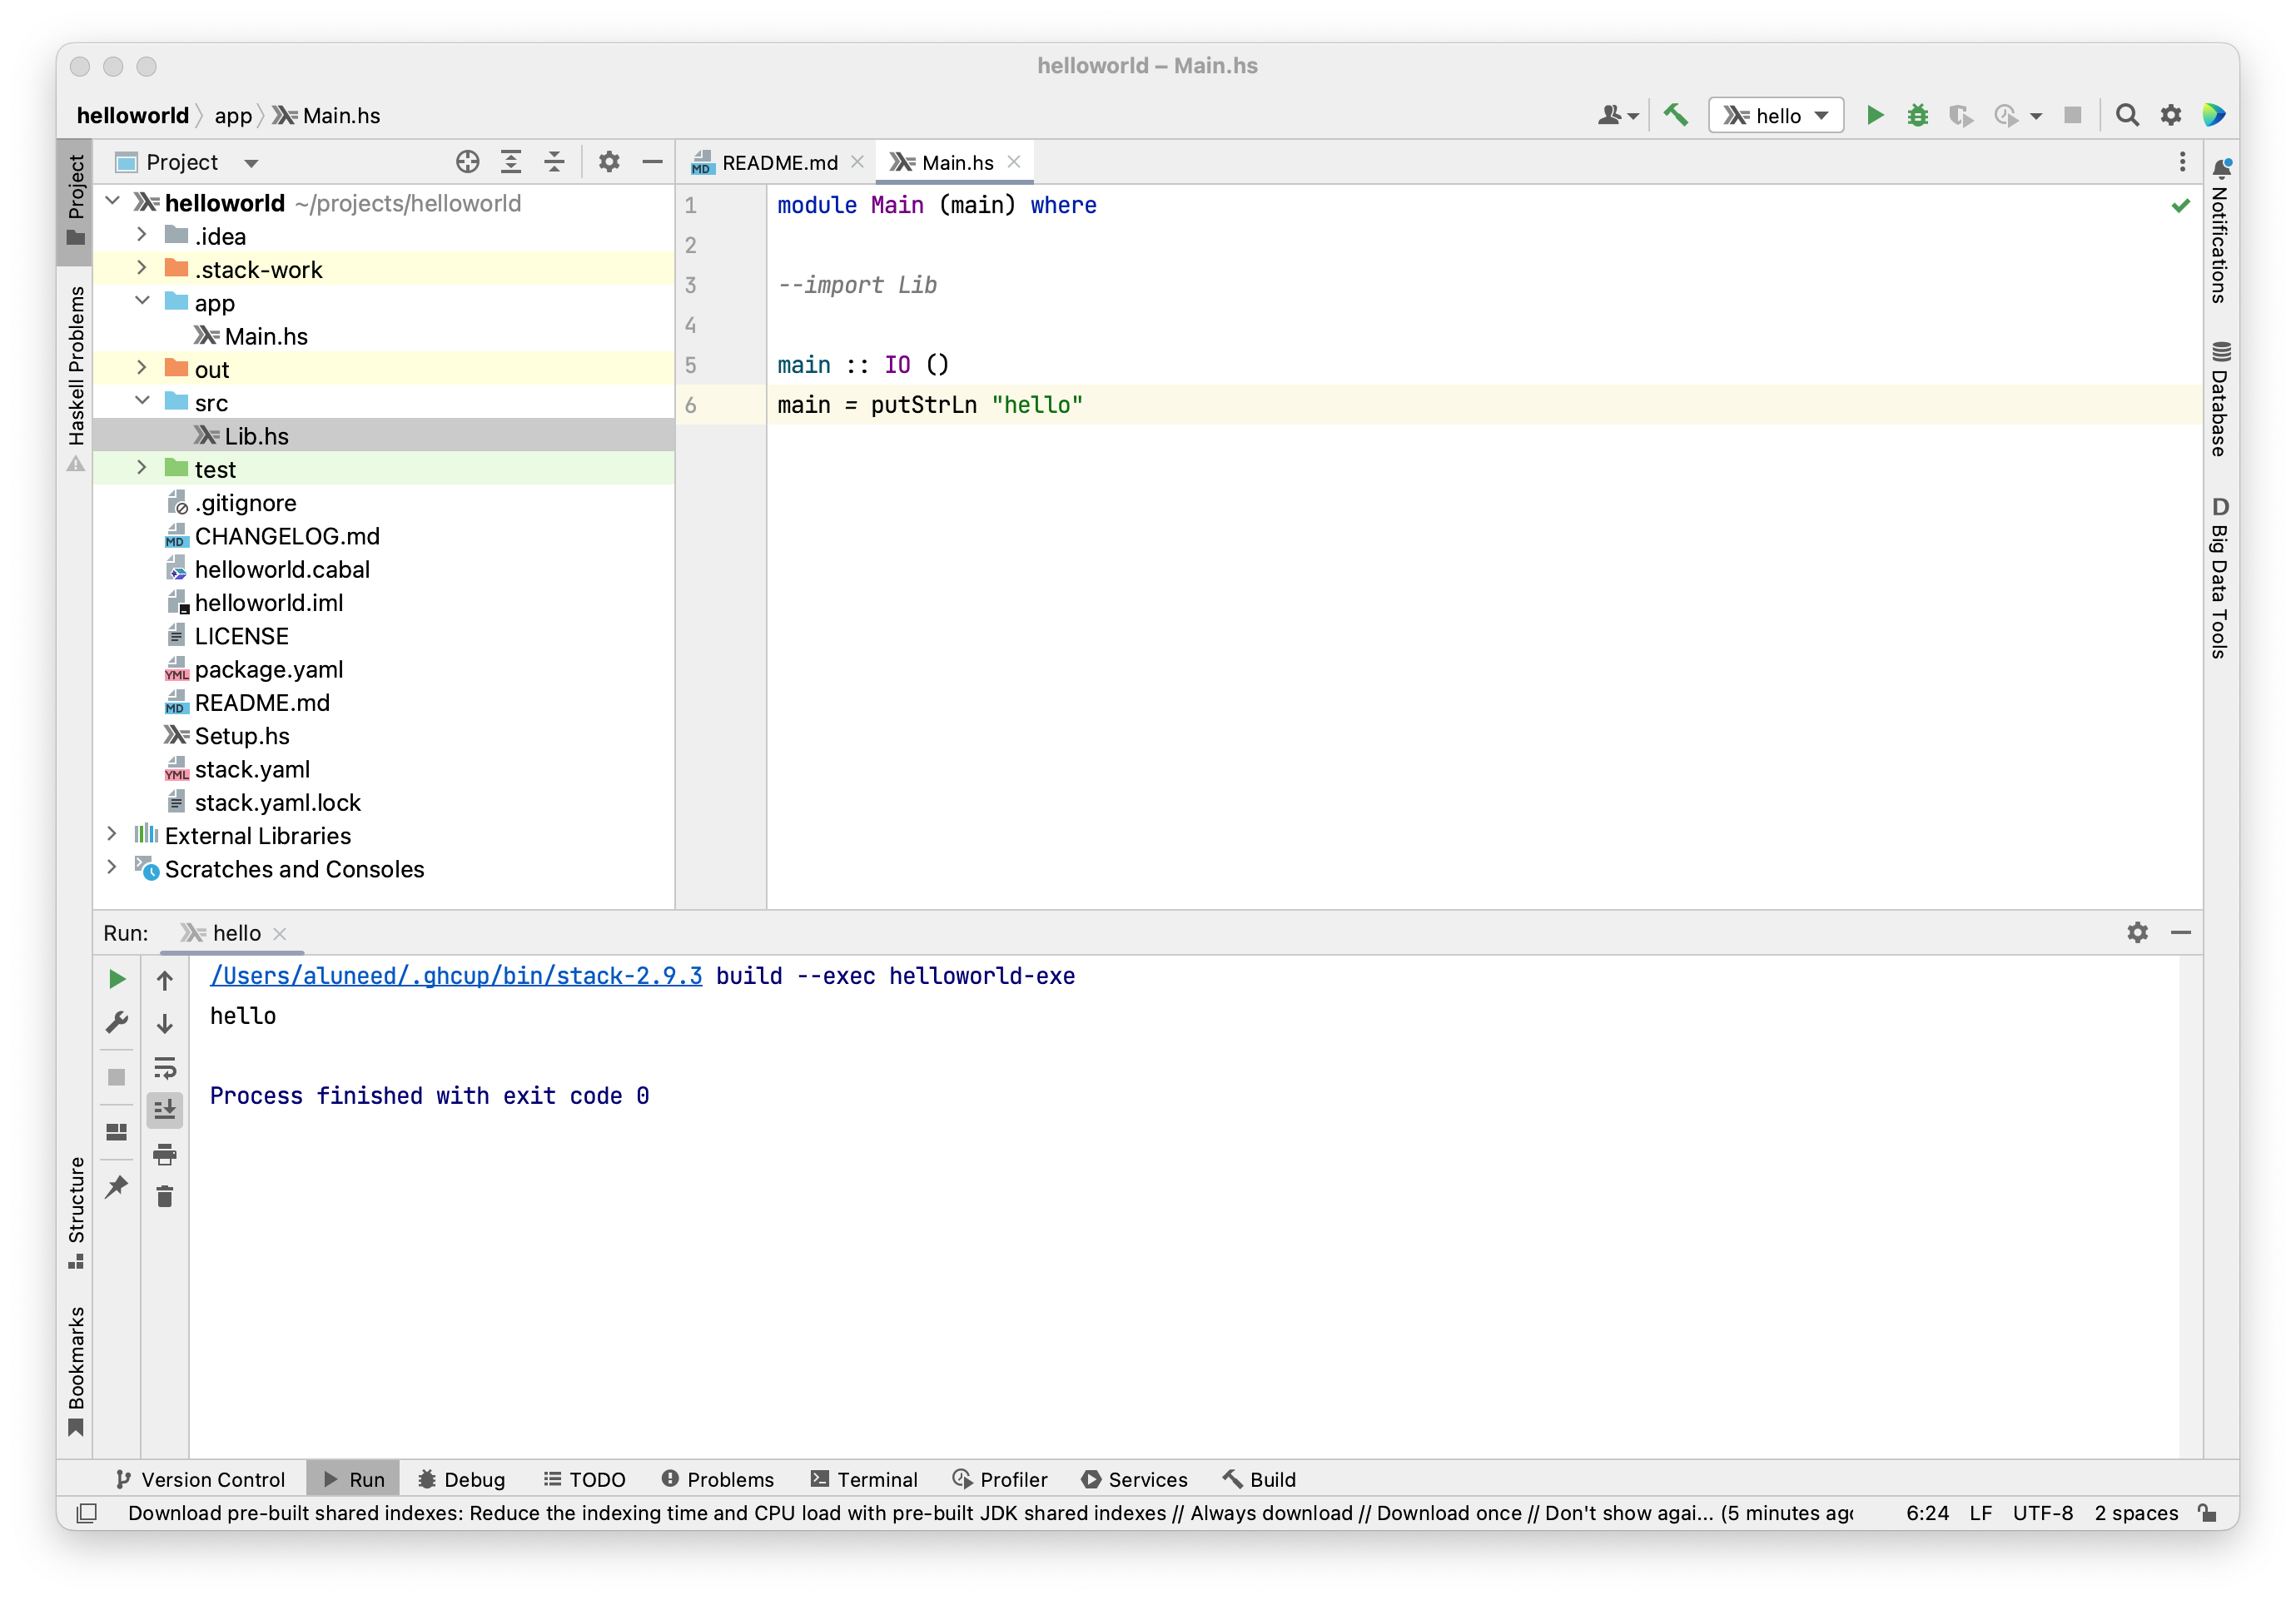 helloworld – Main.hs
helloworld app Main.hs
hello
Project
README.md
Main.hs
Project
Haskell Problems
Structure
Bookmarks
helloworld ~/projects/helloworld
.idea
.stack-work
app
Main.hs
out
src
Lib.hs
test
.gitignore
MD CHANGELOG.md
helloworld.cabal
helloworld.iml
LICENSE
YML package.yaml
MD README.md
Setup.hs
YML stack.yaml
stack.yaml.lock
External Libraries
Scratches and Consoles
1 module Main (main) where
2
3 --import Lib
4
5 main :: IO ()
6 main = putStrLn "hello"
Notifications
Database
D Big Data Tools
Run: hello
/Users/aluneed/.ghcup/bin/stack-2.9.3 build --exec helloworld-exe
hello
Process finished with exit code 0
Version Control Run Debug TODO Problems Terminal Profiler Services Build
Download pre-built shared indexes: Reduce the indexing time and CPU load with pre-built JDK shared indexes // Always download // Download once // Don't show agai... (5 minutes ago 6:24 LF UTF-8 2 spaces